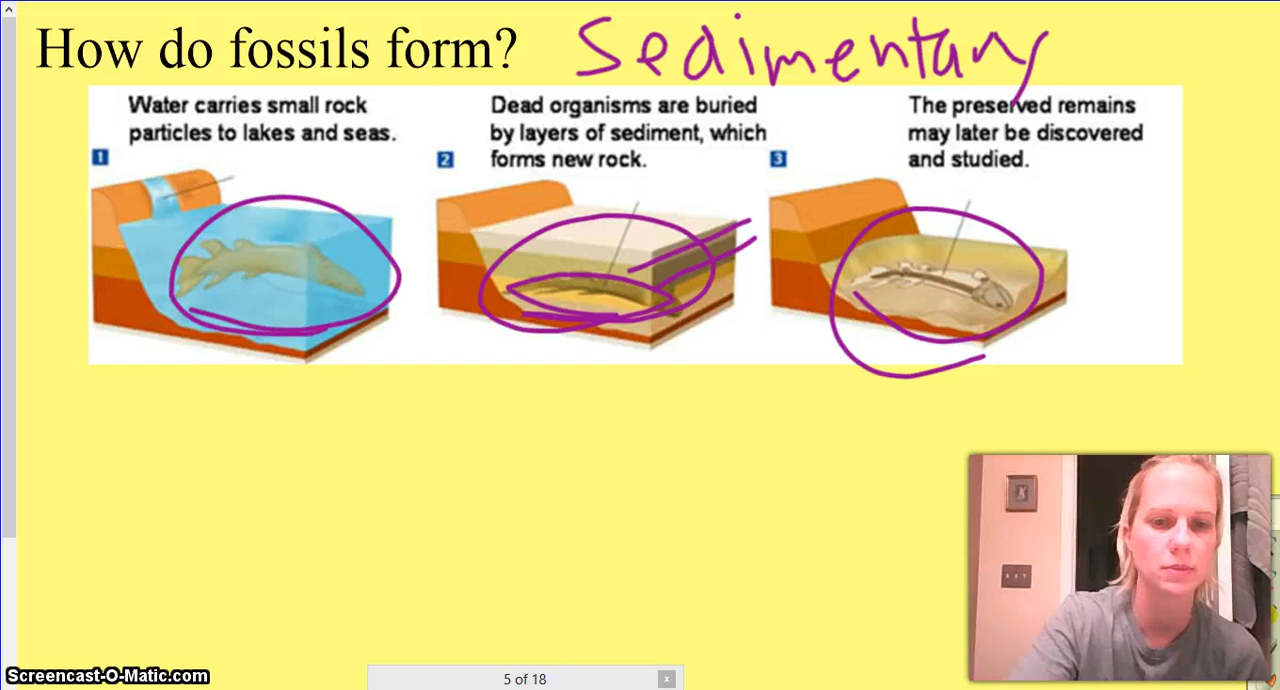 How do fossils form? Sedimentary
Water carries small rock
particles to lakes and seas.
1
Dead organisms are buried
by layers of sediment, which
forms new rock.
2
The preserved remains
may later be discovered
and studied.
3
5 of 18
x
Screencast-O-Matic.com